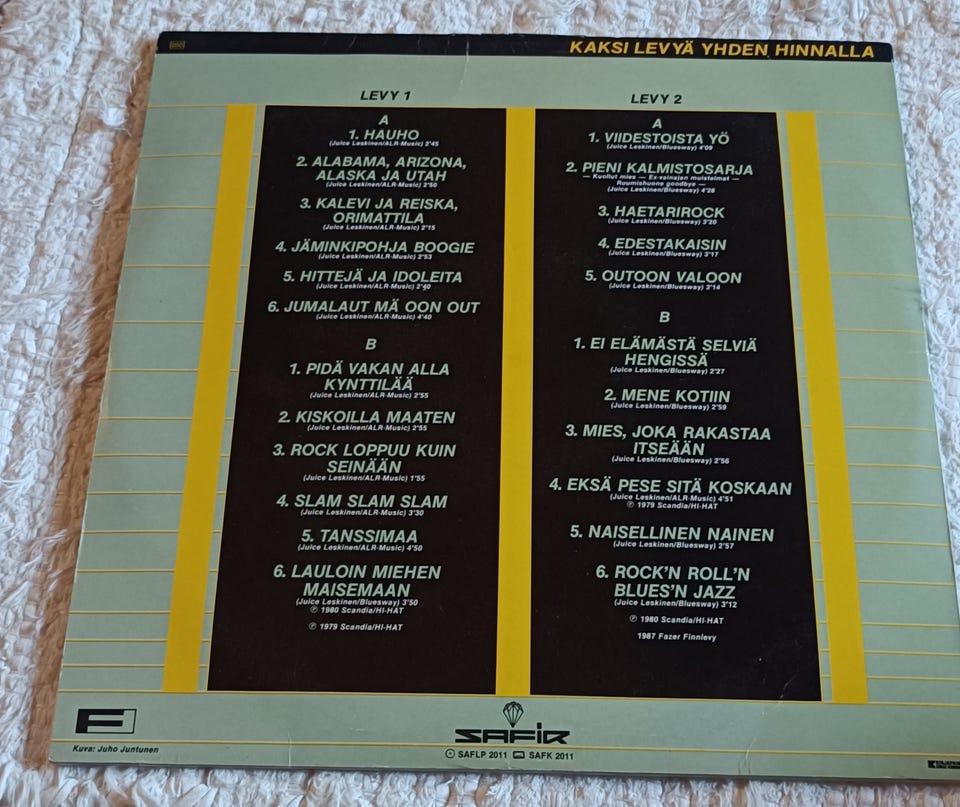 KAKSI LEVYÄ YHDEN HINNALLA
LEVY 1
A
1. HAUHO
(Juice Leskinen/ALR-Music) 2'45
2. ALABAMA, ARIZONA,
ALASKA JA UTAH
(Juice Leskinen/ALR-Music) 2'50
3. KALEVI JA REISKA,
ORIMATTILA
(Juice Leskinen/ALR-Music) 2'15
4. JÄMINKIPOHJA BOOGIE
(Juice Leskinen/ALR-Music) 2'53
5. HITTEJÄ JA IDOLEITA
(Juice Leskinen/ALR-Music) 2'40
6. JUMALAUT MÄ OON OUT
(Juice Leskinen/ALR-Music) 4'40
B
1. PIDÄ VAKAN ALLA
KYNTTILÄÄ
(Juice Leskinen/ALR-Music) 2'55
2. KISKOILLA MAATEN
(Juice Leskinen/ALR-Music) 2'55
3. ROCK LOPPUU KUIN
SEINÄÄN
(Juice Leskinen/ALR-Music) 1'55
4. SLAM SLAM SLAM
(Juice Leskinen/ALR-Music) 3'30
5. TANSSIMAA
(Juice Leskinen/ALR-Music) 4'50
6. LAULOIN MIEHEN
MAISEMAAN
(Juice Leskinen/Bluesway) 3'50
℗ 1980 Scandia/HI-HAT
℗ 1979 Scandia/HI-HAT
LEVY 2
A
1. VIIDESTOISTA YÖ
(Juice Leskinen/Bluesway) 4'09
2. PIENI KALMISTOSARJA
— Kuollut mies — Ex-vainajan muistelmat —
Ruumishuone goodbye —
(Juice Leskinen/Bluesway) 4'28
3. HAETARIROCK
(Juice Leskinen/Bluesway) 3'20
4. EDESTAKAISIN
(Juice Leskinen/Bluesway) 3'17
5. OUTOON VALOON
(Juice Leskinen/Bluesway) 3'14
B
1. EI ELÄMÄSTÄ SELVIÄ
HENGISSÄ
(Juice Leskinen/Bluesway) 2'27
2. MENE KOTIIN
(Juice Leskinen/Bluesway) 2'59
3. MIES, JOKA RAKASTAA
ITSEÄÄN
(Juice Leskinen/Bluesway) 2'56
4. EKSÄ PESE SITÄ KOSKAAN
(Juice Leskinen/ALR-Music) 4'51
℗ 1979 Scandia/HI-HAT
5. NAISELLINEN NAINEN
(Juice Leskinen/Bluesway) 2'57
6. ROCK'N ROLL'N
BLUES'N JAZZ
(Juice Leskinen/Bluesway) 3'12
℗ 1980 Scandia/HI-HAT
1987 Fazer Finnlevy
F
Kuva: Juho Juntunen
SAFIR
SAFLP 2011 SAFK 2011